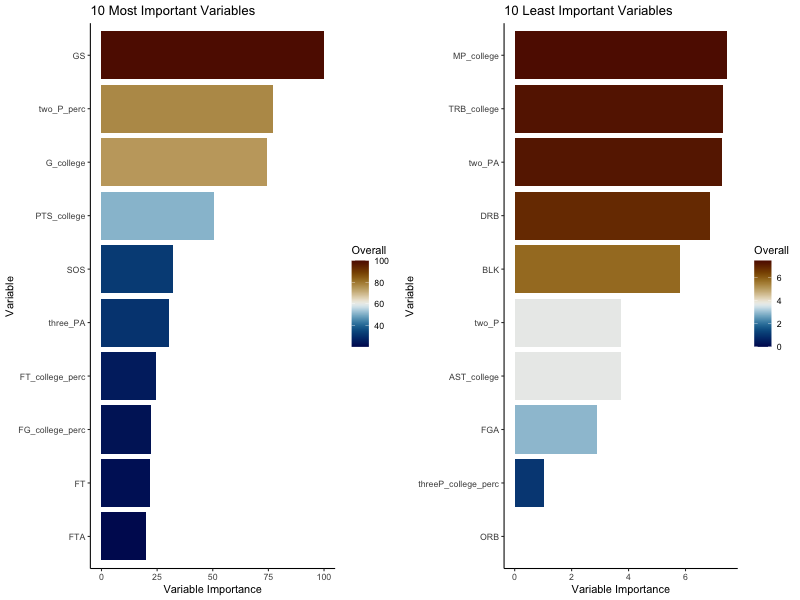 10 Most Important Variables
Variable
GS
two_P_perc
G_college
PTS_college
SOS
three_PA
FT_college_perc
FG_college_perc
FT
FTA
0 25 50 75 100
Variable Importance
Overall
100
80
60
40
10 Least Important Variables
Variable
MP_college
TRB_college
two_PA
DRB
BLK
two_P
AST_college
FGA
threeP_college_perc
ORB
0 2 4 6
Variable Importance
Overall
6
4
2
0